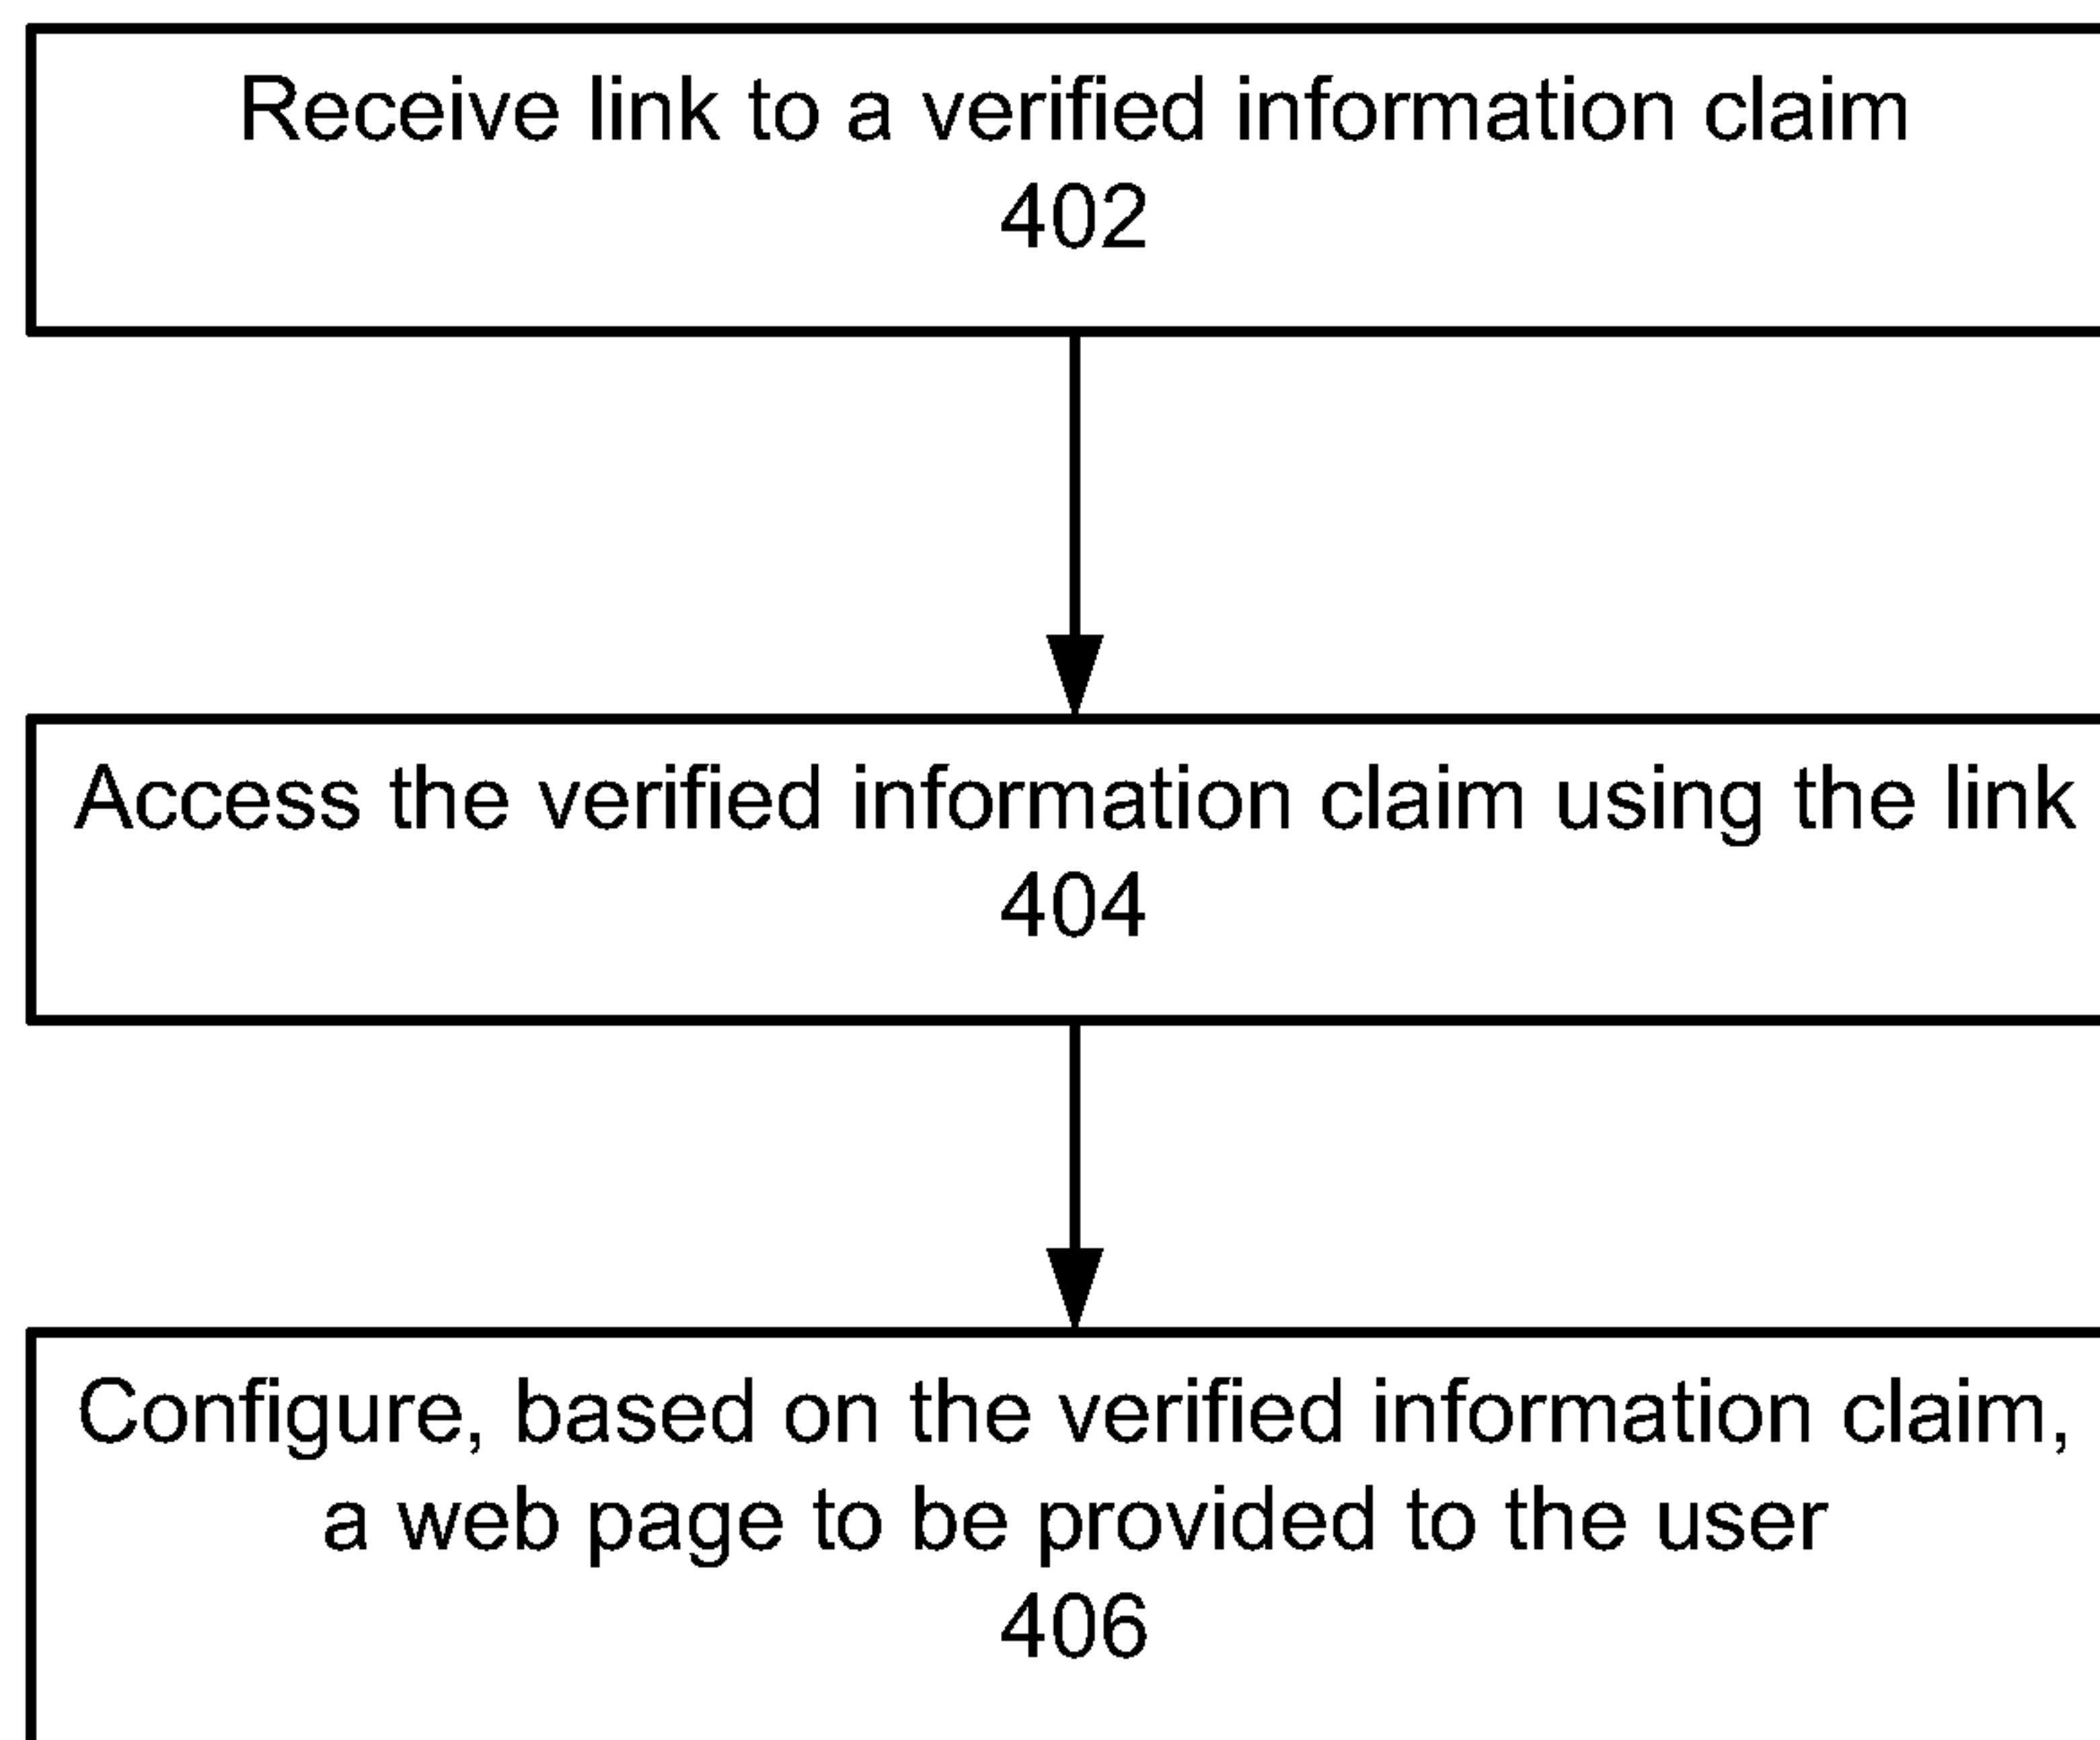 Receive link to a verified information claim
402
Access the verified information claim using the link
404
Configure, based on the verified information claim,
a web page to be provided to the user
406